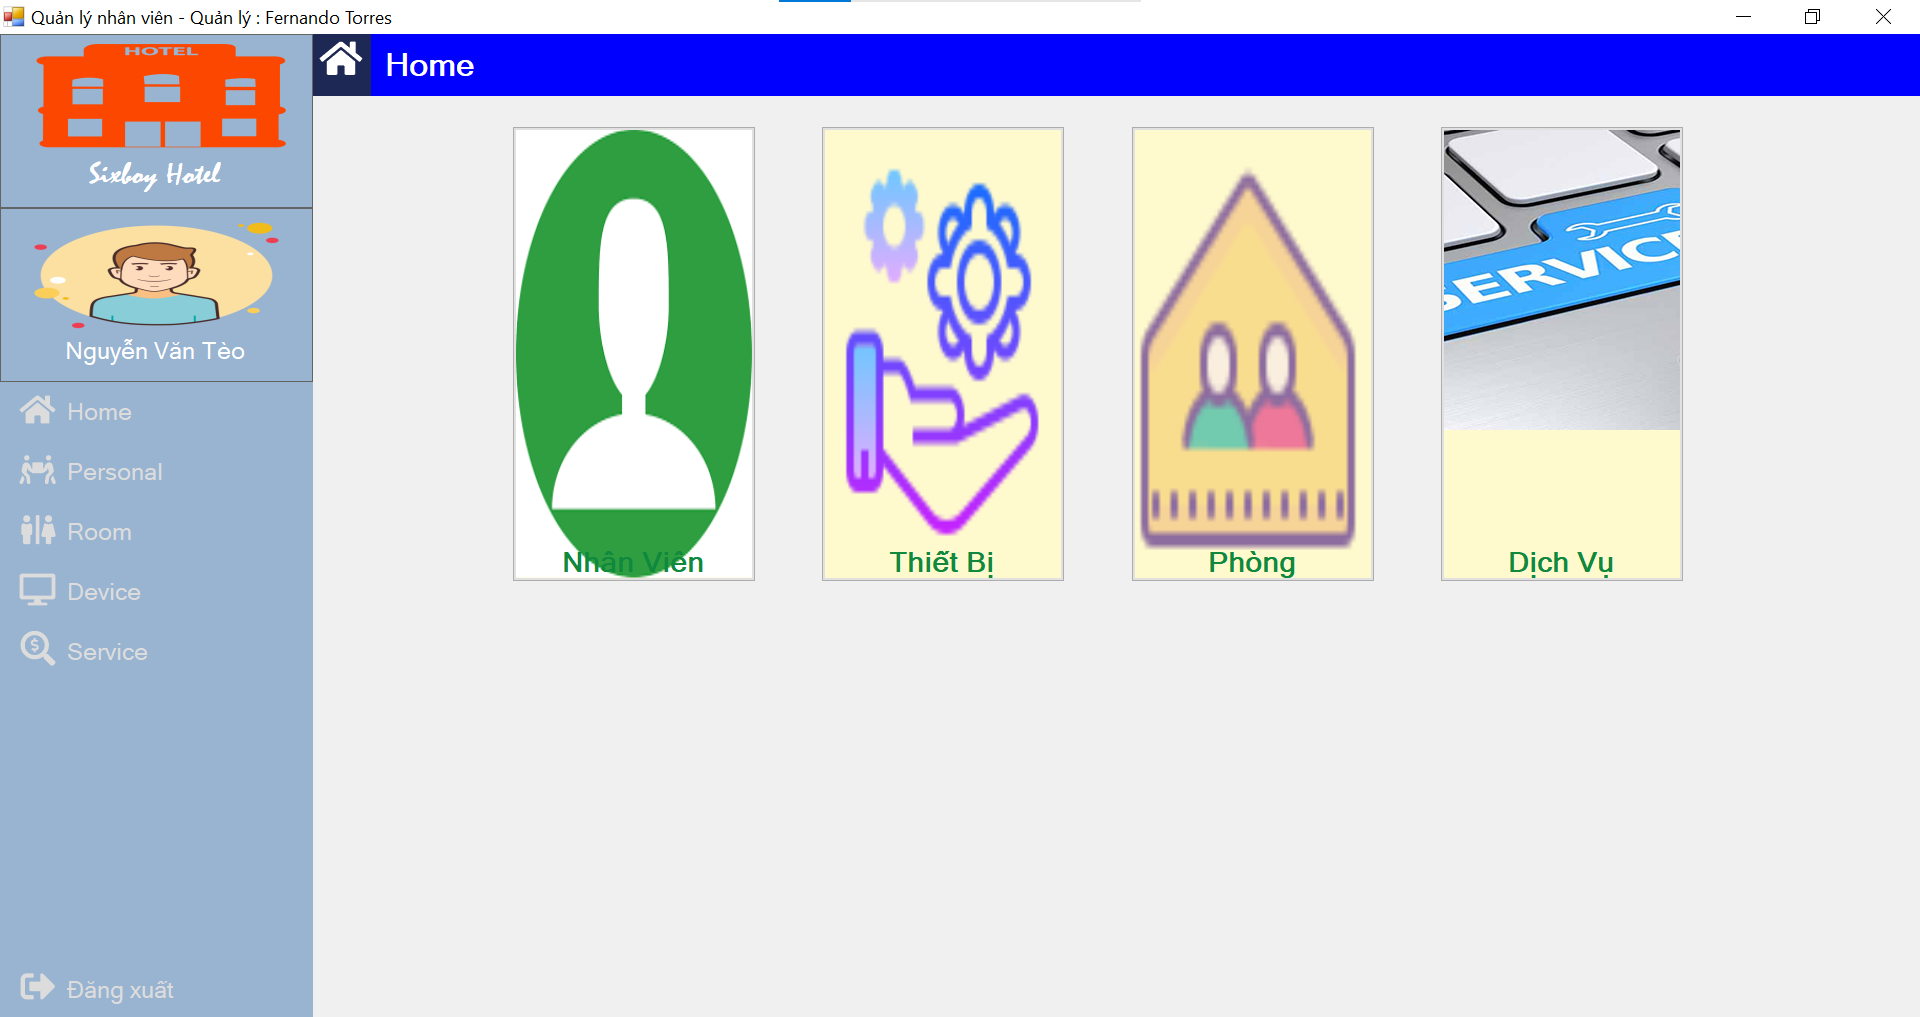 Quản lý nhân viên - Quản lý : Fernando Torres
HOTEL
Sixboy Hotel
Nguyễn Văn Tèo
Home
Personal
Room
Device
Service
Đăng xuất
Home
Nhân Viên
Thiết Bị
Phòng
SERVIC
Dịch Vụ